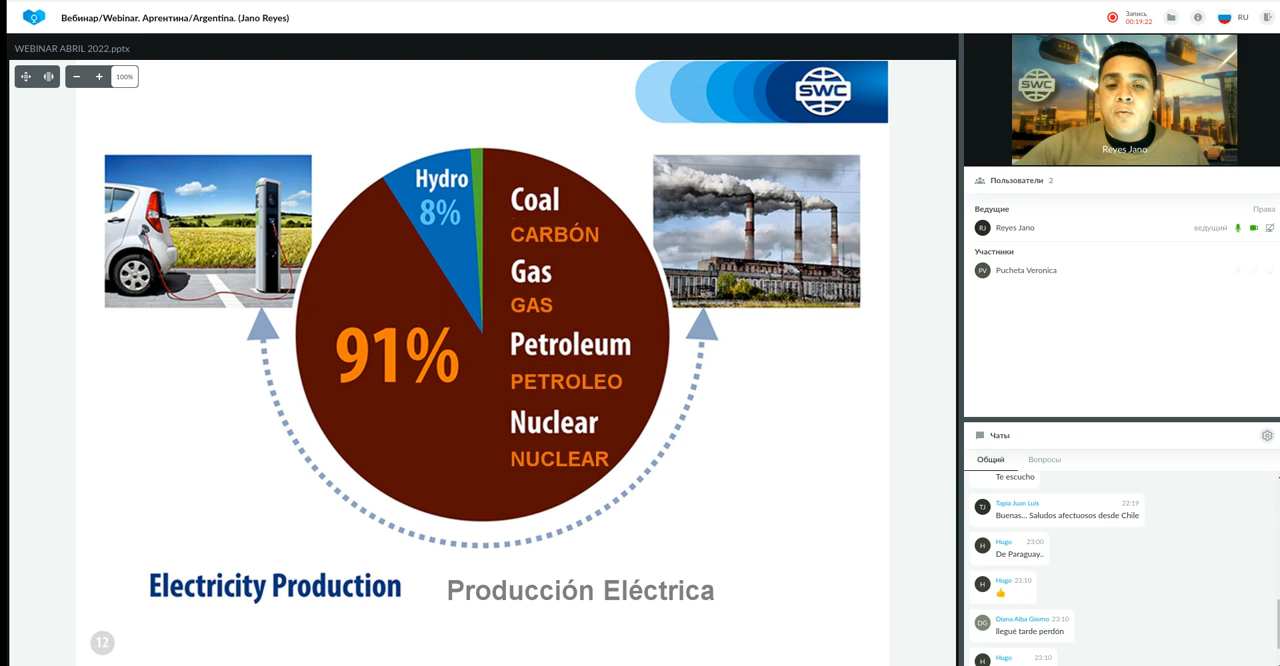 Вебинар/Webinar. Аргентина/Argentina. (Jano Reyes)
Запись
00:19:22
RU
WEBINAR ABRIL 2022.pptx
100%
SWC
Hydro
8%
91%
Coal
CARBÓN
Gas
GAS
Petroleum
PETROLEO
Nuclear
NUCLEAR
Electricity Production
Producción Eléctrica
12
SWC
Reyes Jano
Пользователи 2
Ведущие
Права
RJ
Reyes Jano
ведущий
Участники
PV
Pucheta Veronica
Чаты
Общий
Вопросы
Te escucho
TJ
Tapia Juan Luis 22:19
Buenas... Saludos afectuosos desde Chile
H
Hugo 23:00
De Paraguay..
H
Hugo 23:10
👍
DG
Diana Alba Giorno 23:10
llegué tarde perdón
H
Hugo 23:10